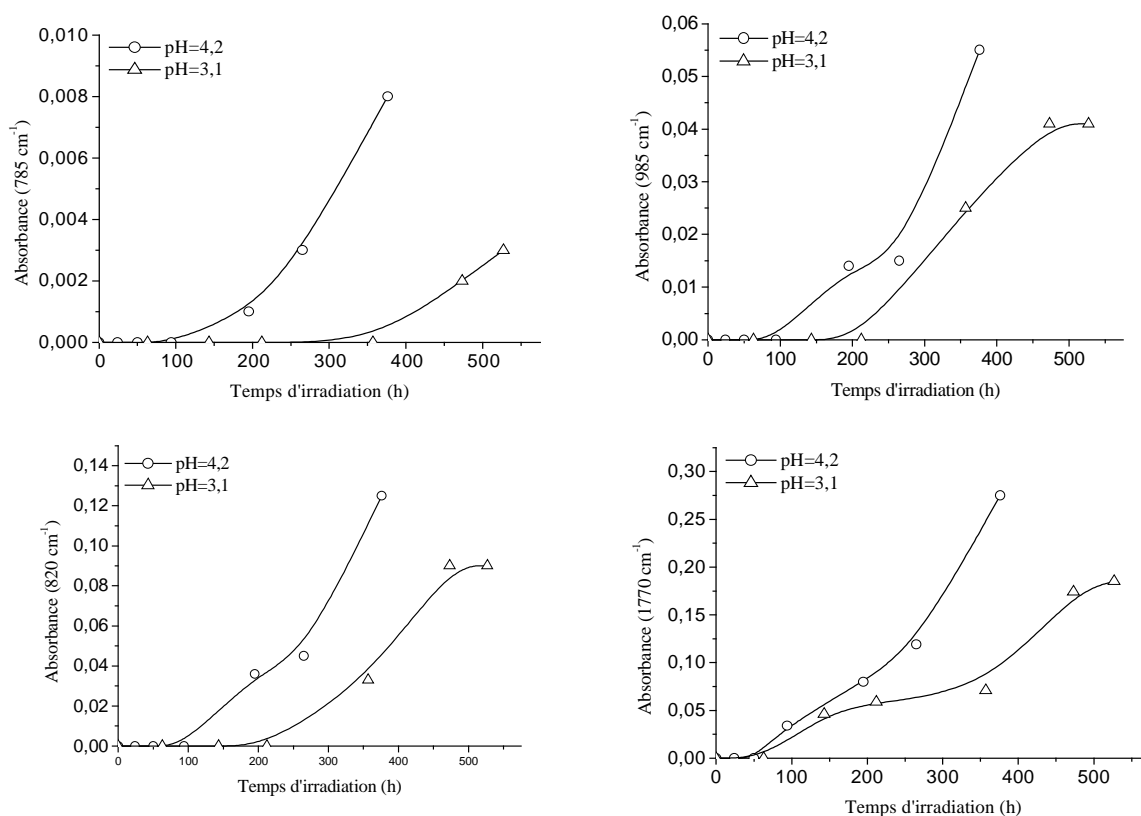 0,010
0,008
0,006
0,004
0,002
0,000
Absorbance (785 cm⁻¹)
pH=4,2
pH=3,1
0 100 200 300 400 500
Temps d'irradiation (h)
0,06
0,05
0,04
0,03
0,02
0,01
0,00
Absorbance (985 cm⁻¹)
pH=4,2
pH=3,1
0 100 200 300 400 500
Temps d'irradiation (h)
0,14
0,12
0,10
0,08
0,06
0,04
0,02
0,00
Absorbance (820 cm⁻¹)
pH=4,2
pH=3,1
0 100 200 300 400 500
Temps d'irradiation (h)
0,30
0,25
0,20
0,15
0,10
0,05
0,00
Absorbance (1770 cm⁻¹)
pH=4,2
pH=3,1
0 100 200 300 400 500
Temps d'irradiation (h)